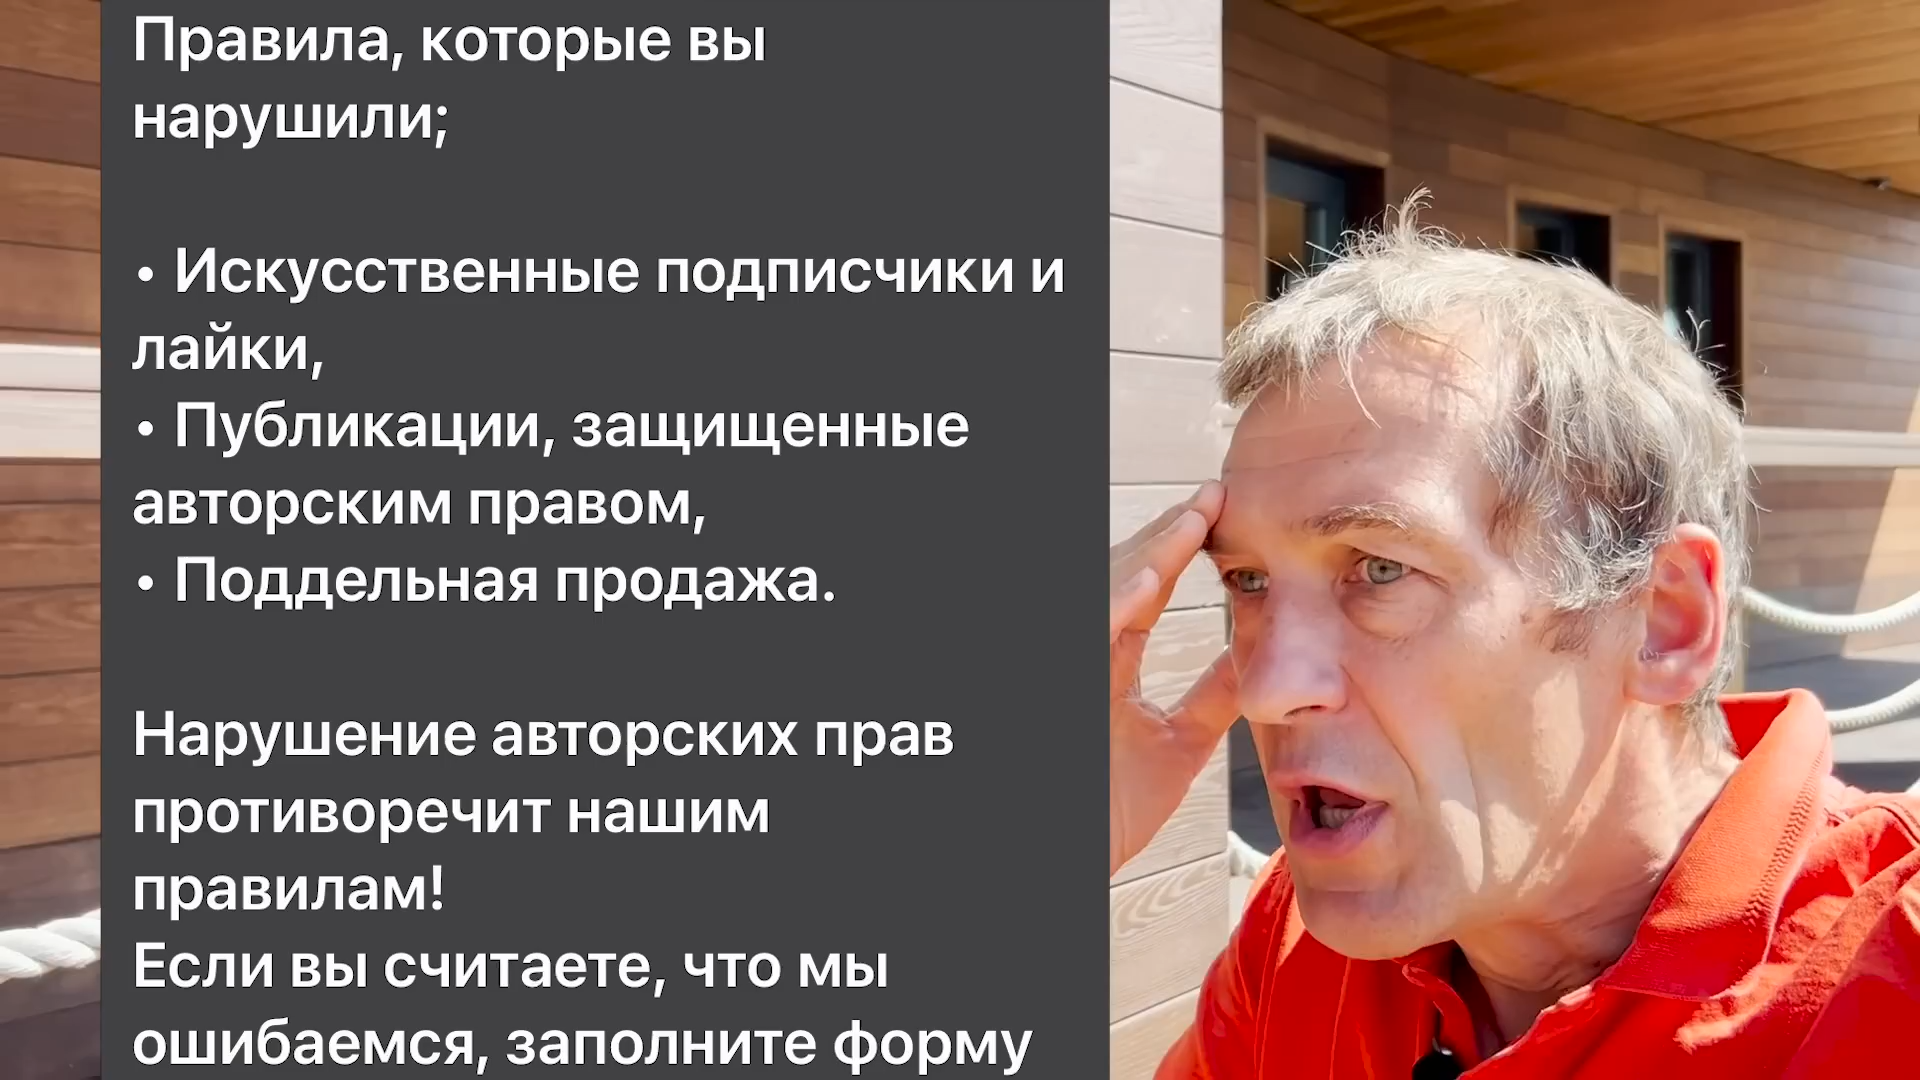 Правила, которые вы
нарушили;
• Искусственные подписчики и
лайки,
• Публикации, защищенные
авторским правом,
• Поддельная продажа.
Нарушение авторских прав
противоречит нашим
правилам!
Если вы считаете, что мы
ошибаемся, заполните форму